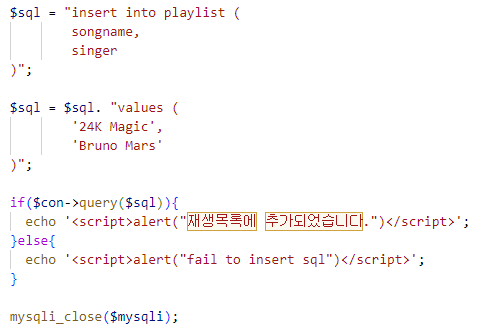 $sql = "insert into playlist (
songname,
singer
)";
$sql = $sql. "values (
'24K Magic',
'Bruno Mars'
)";
if($con->query($sql)){
echo '<script>alert("재생목록에 추가되었습니다.")</script>';
}else{
echo '<script>alert("fail to insert sql")</script>';
}
mysqli_close($mysqli);